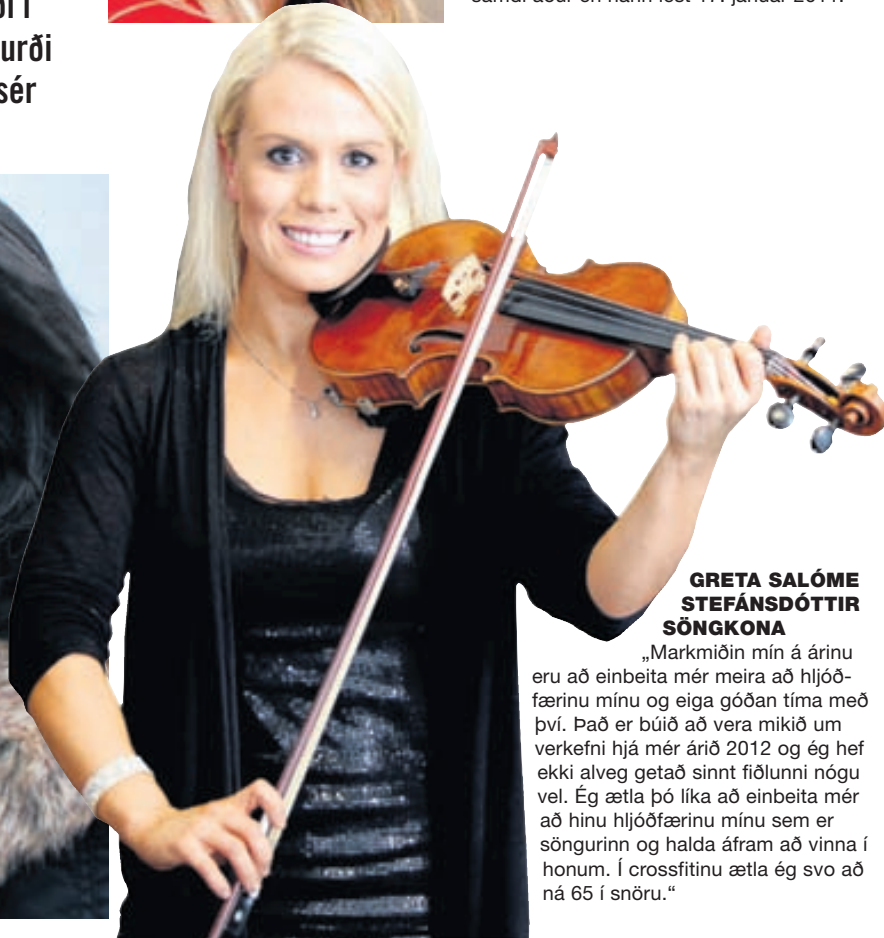 urði
sér
GRETA SALÓME
STEFÁNSDÓTTIR
SÖNGKONA
„Markmiðin mín á árinu
eru að einbeita mér meira að hljóð-
færinu mínu og eiga góðan tíma með
því. Það er búið að vera mikið um
verkefni hjá mér árið 2012 og ég hef
ekki alveg getað sinnt fiðlunni nógu
vel. Ég ætla þó líka að einbeita mér
að hinu hljóðfærinu mínu sem er
söngurinn og halda áfram að vinna í
honum. Í crossfitinu ætla ég svo að
ná 65 í snöru.“